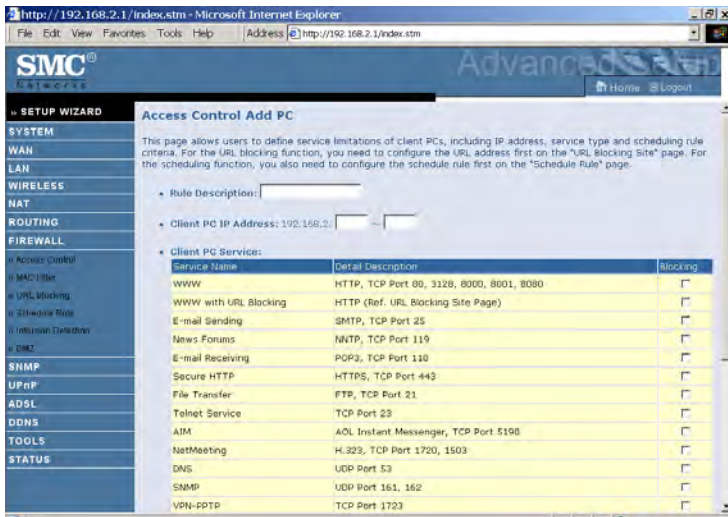 http://192.168.2.1/index.stm - Microsoft Internet Explorer
File Edit View Favorites Tools Help Address http://192.168.2.1/index.stm
SMC®
Networks
Advanced Setup
Home Logout
» SETUP WIZARD
SYSTEM
WAN
LAN
WIRELESS
NAT
ROUTING
FIREWALL
» Access Control
» MAC Filter
» URL Blocking
» Schedule Rule
» Intrusion Detection
» DMZ
SNMP
UPnP
ADSL
DDNS
TOOLS
STATUS
Access Control Add PC
This page allows users to define service limitations of client PCs, including IP address, service type and scheduling rule
criteria. For the URL blocking function, you need to configure the URL address first on the "URL Blocking Site" page. For
the scheduling function, you also need to configure the schedule rule first on the "Schedule Rule" page.
• Rule Description:
• Client PC IP Address: 192.168.2. ~
• Client PC Service:
Service Name Detail Description Blocking
WWW HTTP, TCP Port 80, 3128, 8000, 8001, 8080
WWW with URL Blocking HTTP (Ref. URL Blocking Site Page)
E-mail Sending SMTP, TCP Port 25
News Forums NNTP, TCP Port 119
E-mail Receiving POP3, TCP Port 110
Secure HTTP HTTPS, TCP Port 443
File Transfer FTP, TCP Port 21
Telnet Service TCP Port 23
AIM AOL Instant Messenger, TCP Port 5190
NetMeeting H.323, TCP Port 1720, 1503
DNS UDP Port 53
SNMP UDP Port 161, 162
VPN-PPTP TCP Port 1723